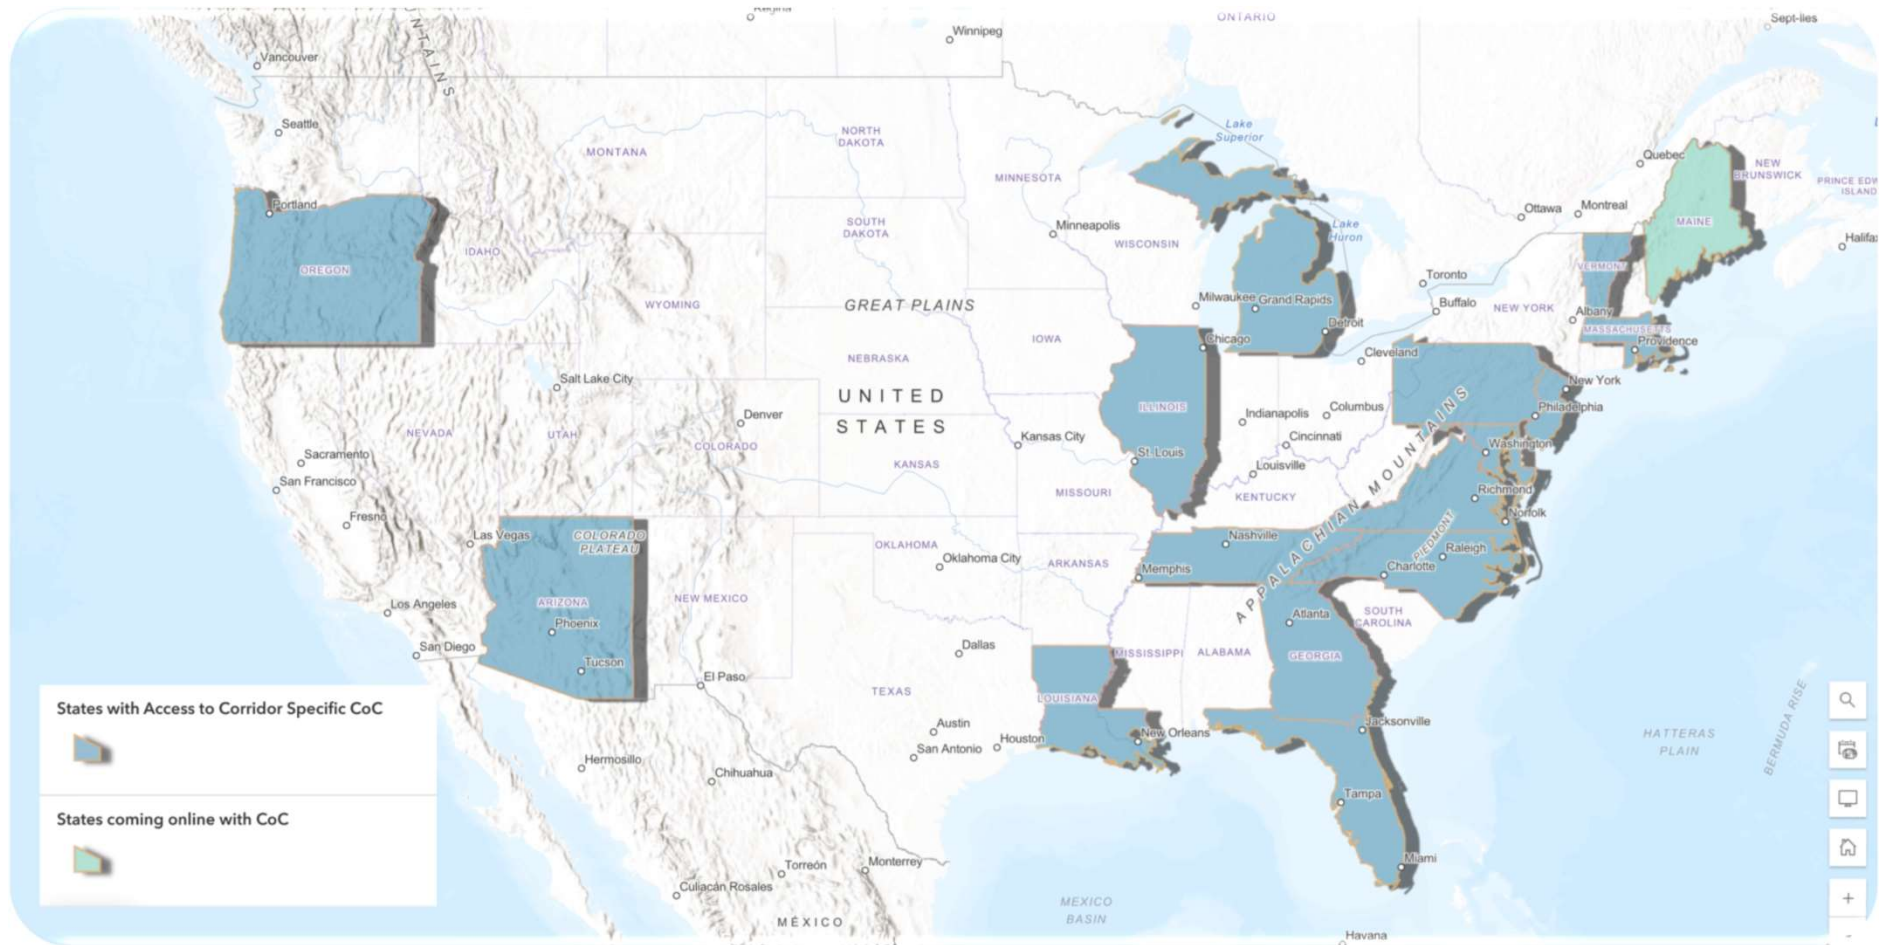 Regina
Winnipeg
ONTARIO
Sept-Iles
Vancouver
NTAINS
Seattle
MONTANA
NORTH
DAKOTA
MINNESOTA
Lake
Superior
Quebec
NEW
BRUNSWICK
PRINCE EDW
ISLAND
Ottawa
Montreal
MAINE
Portland
SOUTH
DAKOTA
Minneapolis
WISCONSIN
Lake
Huron
Halifax
OREGON
IDAHO
VERMONT
Toronto
WYOMING
GREAT PLAINS
Milwaukee
Grand Rapids
Buffalo
NEW YORK
Albany
Detroit
MASSACHUSETTS
Providence
IOWA
Chicago
Cleveland
NEBRASKA
Salt Lake City
New York
UNITED
STATES
Denver
ILLINOIS
Indianapolis
Columbus
Philadelphia
NEVADA
UTAH
COLORADO
Kansas City
Cincinnati
Washington
Sacramento
San Francisco
KANSAS
St. Louis
Louisville
MISSOURI
KENTUCKY
APPALACHIAN MOUNTAINS
Richmond
Norfolk
Fresno
Las Vegas
COLORADO
PLATEAU
OKLAHOMA
Oklahoma City
ARKANSAS
Nashville
Memphis
PIEDMONT
Raleigh
Charlotte
Los Angeles
ARIZONA
Phoenix
NEW MEXICO
Atlanta
SOUTH
CAROLINA
San Diego
Tucson
Dallas
MISSISSIPPI
ALABAMA
GEORGIA
El Paso
TEXAS
LOUISIANA
Austin
San Antonio
Houston
New Orleans
Jacksonville
HATTERAS
PLAIN
BERMUDA RISE
Hermosillo
Chihuahua
Tampa
Miami
Torreón
Monterrey
Culiacán Rosales
MÉXICO
MEXICO
BASIN
Havana
States with Access to Corridor Specific CoC
States coming online with CoC